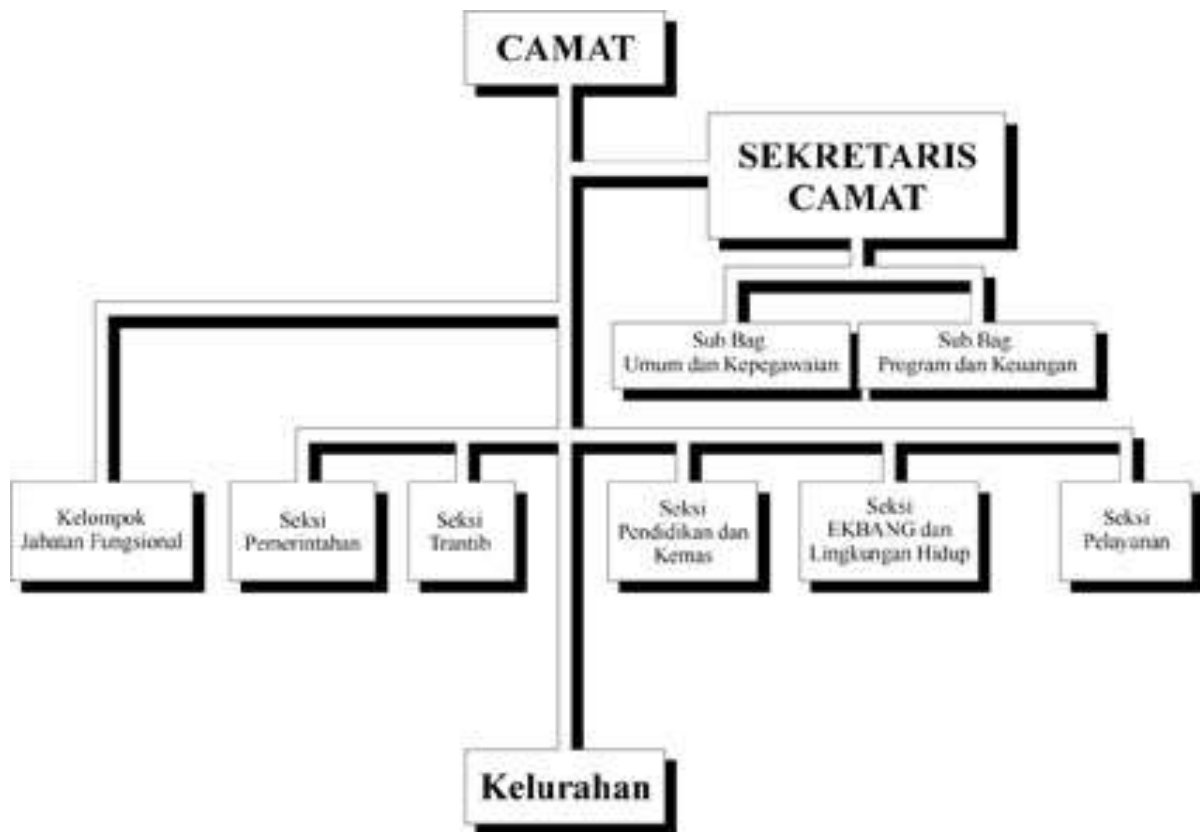 CAMAT
SEKRETARIS
CAMAT
Sub Bag
Umum dan Kepegawaian
Sub Bag
Program dan Keuangan
Kelompok
Jabatan Fungsional
Seksi
Pemerintahan
Seksi
Trantib
Seksi
Pendidikan dan
Kemas
Seksi
EKBANG dan
Lingkungan Hidup
Seksi
Pelayanan
Kelurahan